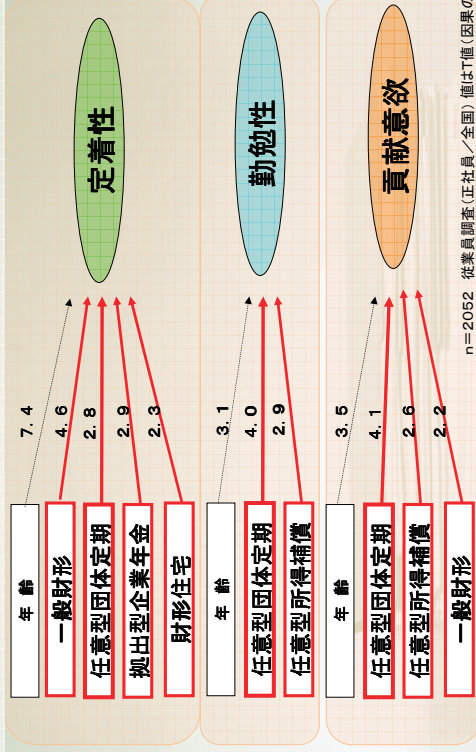 年 齢
7.4
一般財形
4.6
任意型団体定期
2.8
拠出型企業年金
2.9
財形住宅
2.3
定着性
年 齢
3.1
任意型団体定期
4.0
任意型所得補償
2.9
勤勉性
年 齢
3.5
任意型団体定期
4.1
任意型所得補償
2.6
一般財形
2.2
貢献意欲
n=2052 従業員調査(正社員/全国) 値はT値(因果の